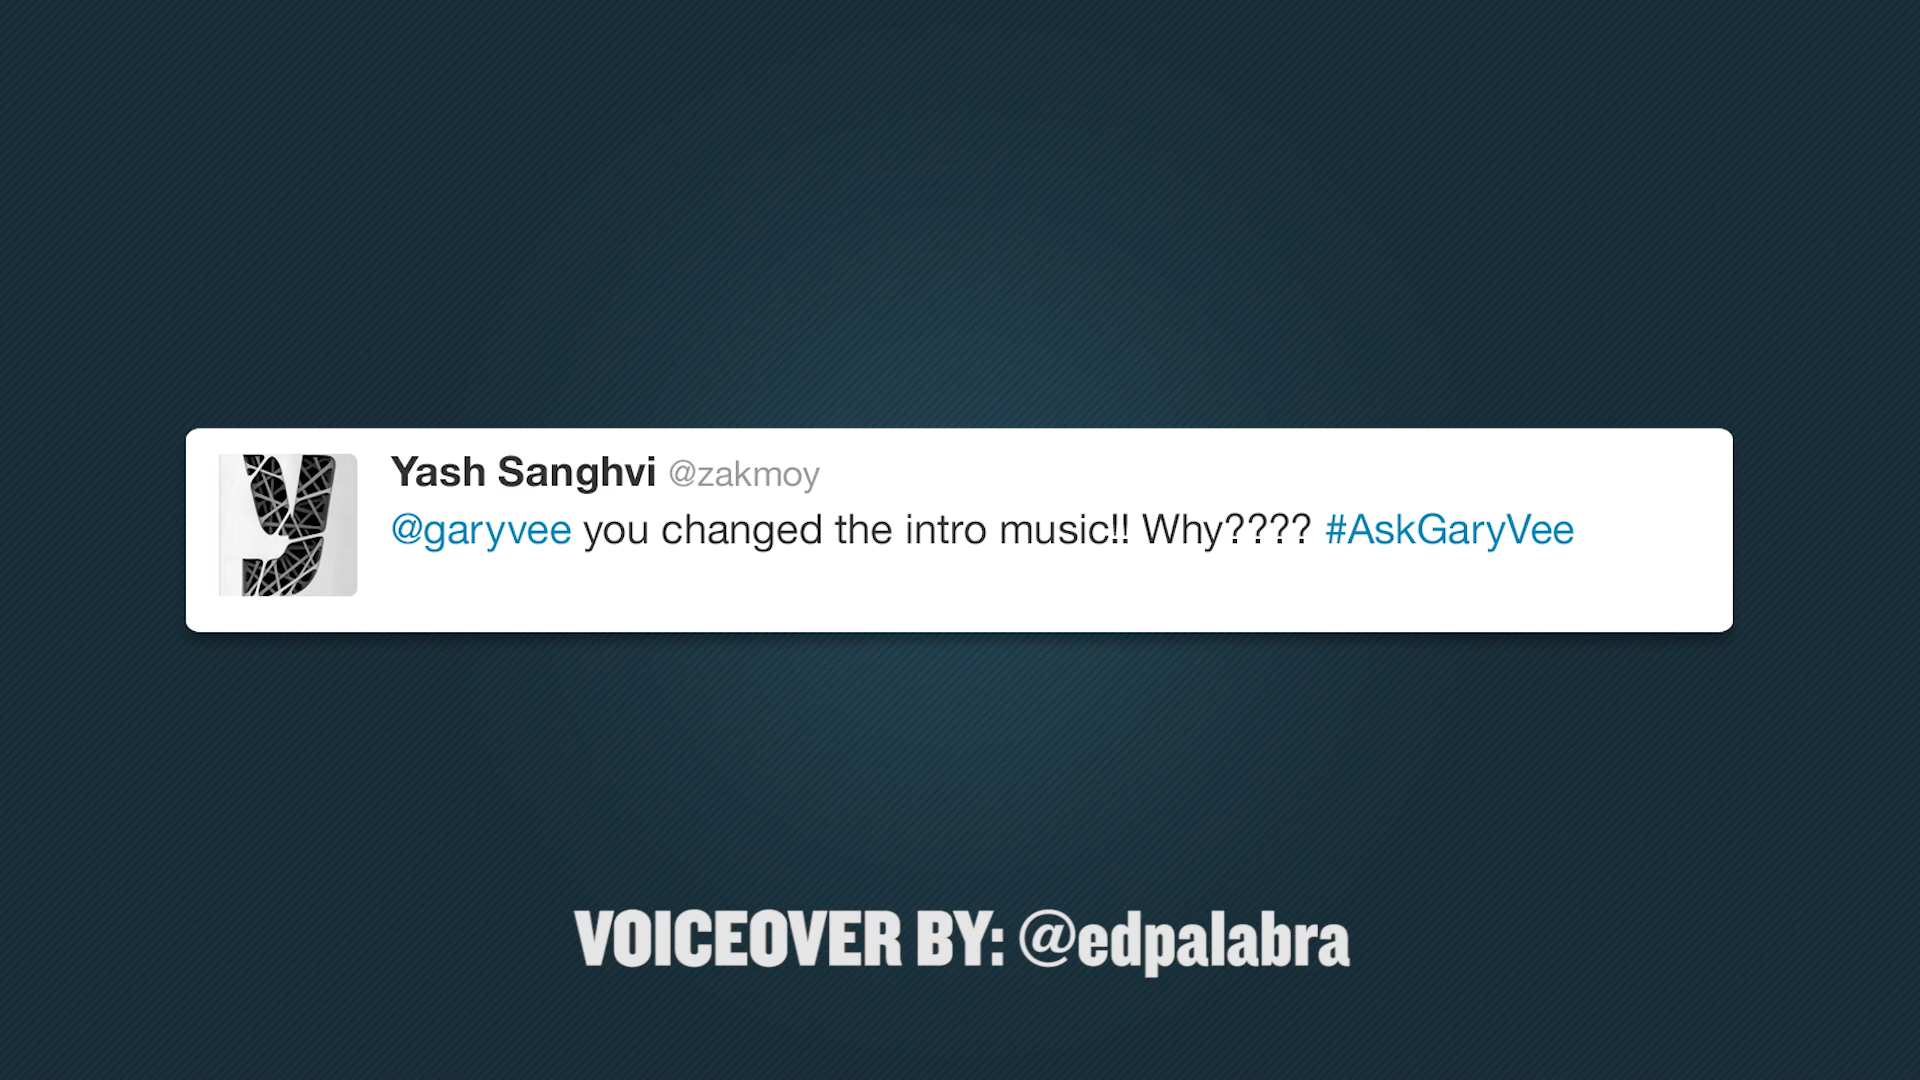 Yash Sanghvi @zakmoy
@garyvee you changed the intro music!! Why???? #AskGaryVee
VOICEOVER BY: @edpalabra